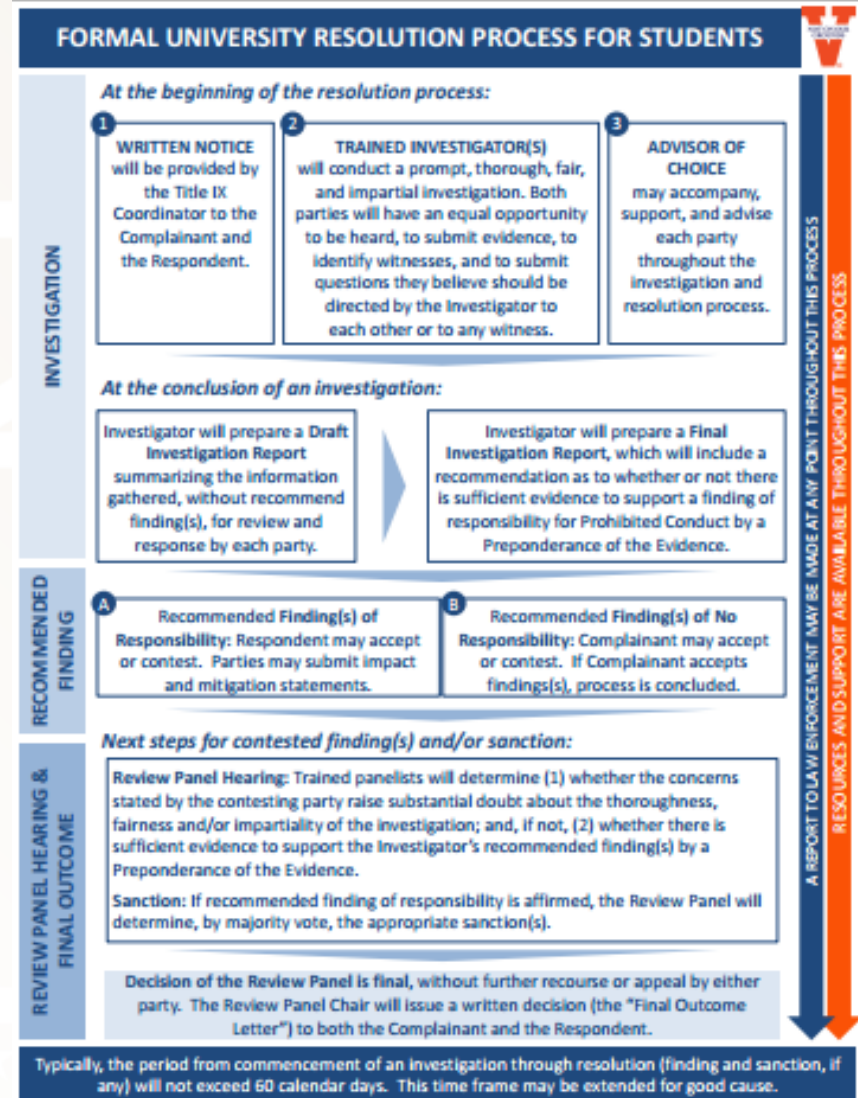 FORMAL UNIVERSITY RESOLUTION PROCESS FOR STUDENTS
At the beginning of the resolution process:
1
WRITTEN NOTICE
will be provided by
the Title IX
Coordinator to the
Complainant and
the Respondent.
2
TRAINED INVESTIGATOR(S)
will conduct a prompt, thorough, fair,
and impartial investigation. Both
parties will have an equal opportunity
to be heard, to submit evidence, to
identify witnesses, and to submit
questions they believe should be
directed by the Investigator to
each other or to any witness.
3
ADVISOR OF
CHOICE
may accompany,
support, and advise
each party
throughout the
investigation and
resolution process.
INVESTIGATION
At the conclusion of an investigation:
Investigator will prepare a Draft
Investigation Report
summarizing the information
gathered, without recommend
finding(s), for review and
response by each party.
Investigator will prepare a Final
Investigation Report, which will include a
recommendation as to whether or not there
is sufficient evidence to support a finding of
responsibility for Prohibited Conduct by a
Preponderance of the Evidence.
RECOMMENDED
FINDING
A
Recommended Finding(s) of
Responsibility: Respondent may accept
or contest. Parties may submit impact
and mitigation statements.
B
Recommended Finding(s) of No
Responsibility: Complainant may accept
or contest. If Complainant accepts
findings(s), process is concluded.
REVIEW PANEL HEARING &
FINAL OUTCOME
Next steps for contested finding(s) and/or sanction:
Review Panel Hearing: Trained panelists will determine (1) whether the concerns
stated by the contesting party raise substantial doubt about the thoroughness,
fairness and/or impartiality of the investigation; and, if not, (2) whether there is
sufficient evidence to support the Investigator's recommended finding(s) by a
Preponderance of the Evidence.
Sanction: If recommended finding of responsibility is affirmed, the Review Panel will
determine, by majority vote, the appropriate sanction(s).
Decision of the Review Panel is final, without further recourse or appeal by either
party. The Review Panel Chair will issue a written decision (the "Final Outcome
Letter") to both the Complainant and the Respondent.
A REPORT TO LAW ENFORCEMENT MAY BE MADE AT ANY POINT THROUGHOUT THIS PROCESS
RESOURCES AND SUPPORT ARE AVAILABLE THROUGHOUT THIS PROCESS
Typically, the period from commencement of an investigation through resolution (finding and sanction, if
any) will not exceed 60 calendar days. This time frame may be extended for good cause.